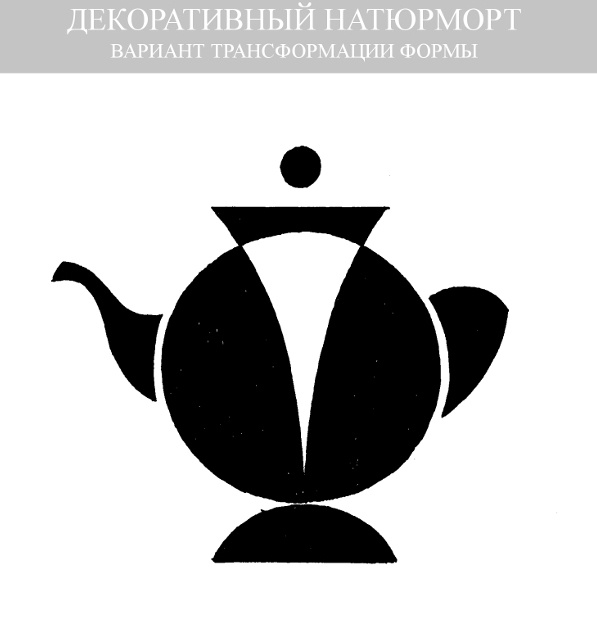 ДЕКОРАТИВНЫЙ НАТЮРМОРТ
ВАРИАНТ ТРАНСФОРМАЦИИ ФОРМЫ